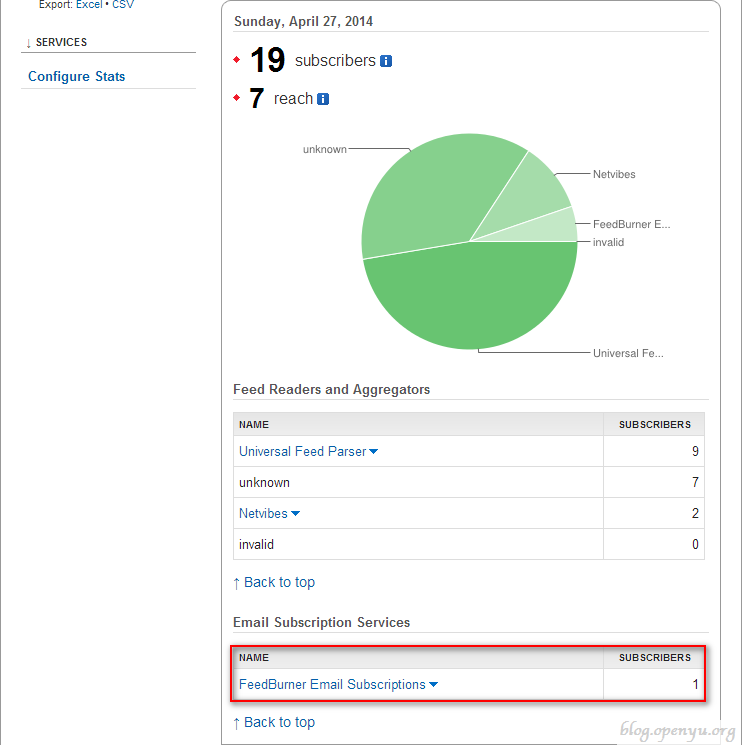 Export: Excel • CSV
↓ SERVICES
Configure Stats
Sunday, April 27, 2014
19 subscribers i
7 reach i
unknown
Netvibes
FeedBurner E...
invalid
Universal Fe...
Feed Readers and Aggregators
NAME SUBSCRIBERS
Universal Feed Parser 9
unknown 7
Netvibes 2
invalid 0
↑ Back to top
Email Subscription Services
NAME SUBSCRIBERS
FeedBurner Email Subscriptions 1
↑ Back to top
blog.openyu.org